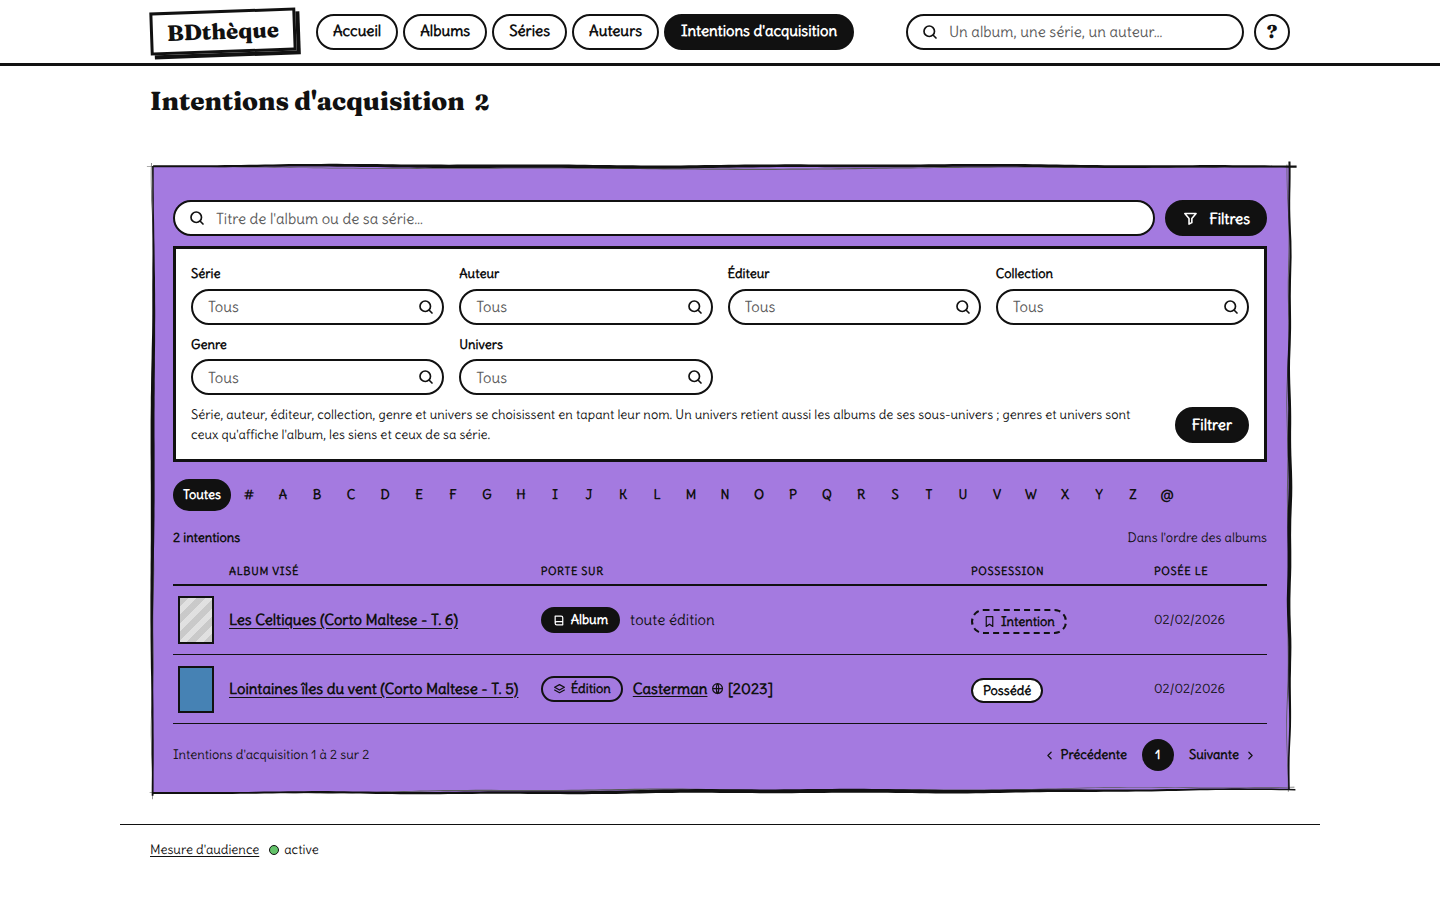 BDthèque
Accueil
Albums
Séries
Auteurs
Intentions d'acquisition
Un album, une série, un auteur...
?
Intentions d'acquisition 2
Titre de l'album ou de sa série...
Filtres
Série
Auteur
Éditeur
Collection
Tous
Tous
Tous
Tous
Genre
Univers
Tous
Tous
Série, auteur, éditeur, collection, genre et univers se choisissent en tapant leur nom. Un univers retient aussi les albums de ses sous-univers ; genres et univers sont
ceux qu'affiche l'album, les siens et ceux de sa série.
Filtrer
Toutes # A B C D E F G H I J K L M N O P Q R S T U V W X Y Z @
2 intentions
Dans l'ordre des albums
ALBUM VISÉ
PORTE SUR
POSSESSION
POSÉE LE
Les Celtiques (Corto Maltese - T. 6)
Album
toute édition
Intention
02/02/2026
Lointaines îles du vent (Corto Maltese - T. 5)
Édition
Casterman [2023]
Possédé
02/02/2026
Intentions d'acquisition 1 à 2 sur 2
Précédente
1
Suivante
Mesure d'audience
active